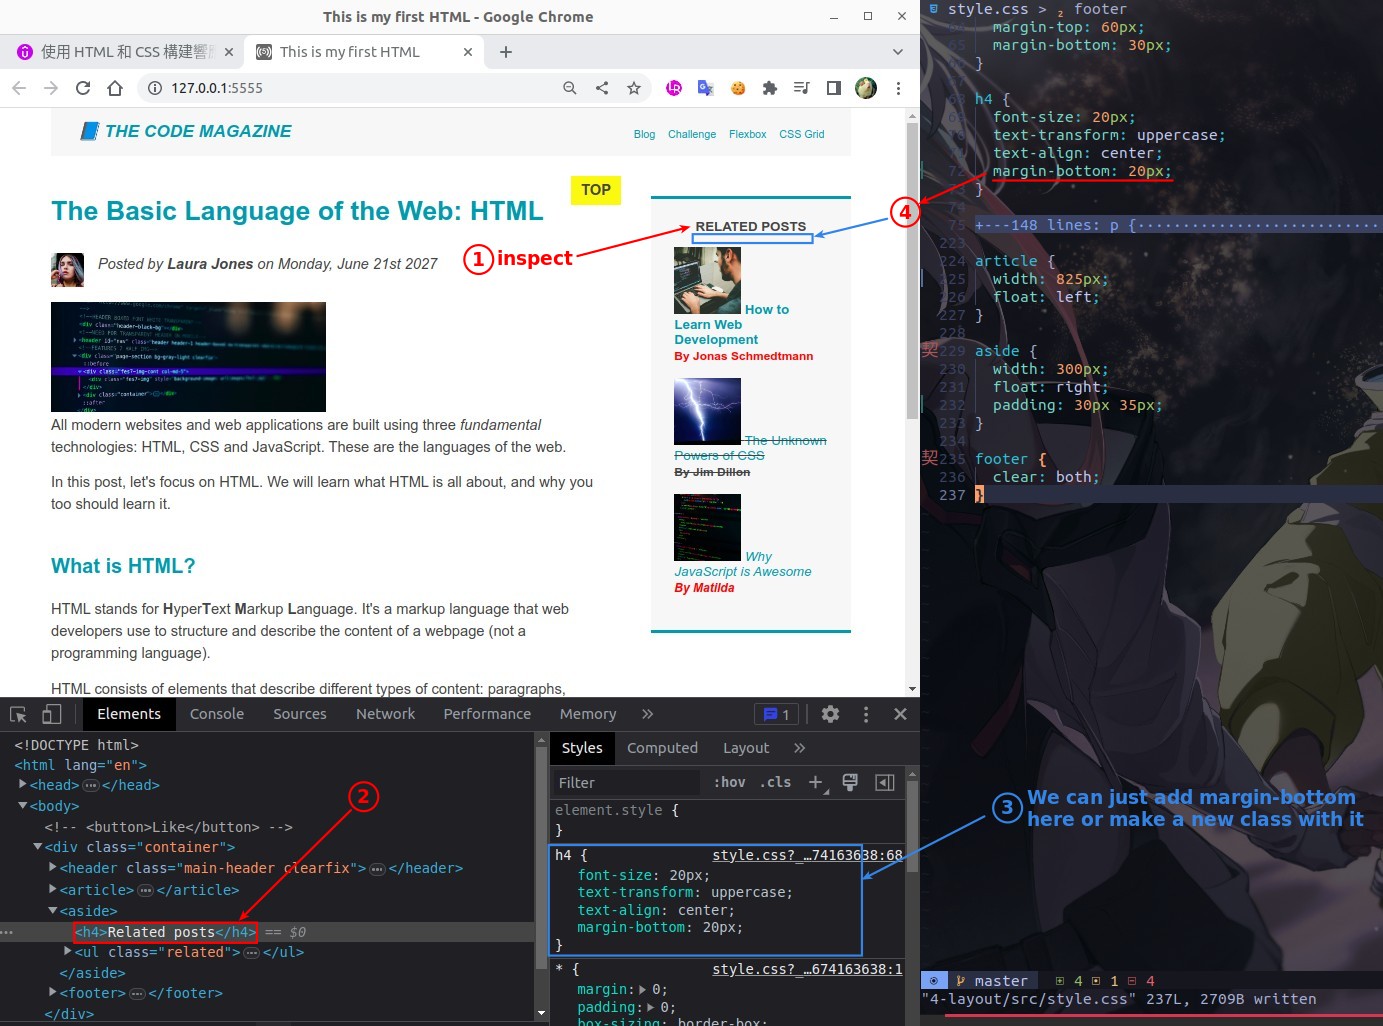 This is my first HTML - Google Chrome
使用 HTML 和 CSS 構建響
This is my first HTML
127.0.0.1:5555
📘 THE CODE MAGAZINE
Blog Challenge Flexbox CSS Grid
TOP
The Basic Language of the Web: HTML
Posted by Laura Jones on Monday, June 21st 2027
All modern websites and web applications are built using three fundamental
technologies: HTML, CSS and JavaScript. These are the languages of the web.
In this post, let's focus on HTML. We will learn what HTML is all about, and why you
too should learn it.
What is HTML?
HTML stands for HyperText Markup Language. It's a markup language that web
developers use to structure and describe the content of a webpage (not a
programming language).
HTML consists of elements that describe different types of content: paragraphs,
1 inspect
RELATED POSTS
How to
Learn Web
Development
By Jonas Schmedtmann
The Unknown
Powers of CSS
By Jim Dillon
Why
JavaScript is Awesome
By Matilda
4
Elements Console Sources Network Performance Memory » 1
<!DOCTYPE html>
<html lang="en">
<head>…</head>
<body>
<!-- <button>Like</button> -->
<div class="container">
<header class="main-header clearfix">…</header>
<article>…</article>
<aside>
<h4>Related posts</h4> == $0
<ul class="related">…</ul>
</aside>
<footer>…</footer>
</div>
2
Styles Computed Layout »
Filter :hov .cls +
element.style {
}
h4 { style.css?_…74163638:68
font-size: 20px;
text-transform: uppercase;
text-align: center;
margin-bottom: 20px;
}
* { style.css?_…674163638:1
margin: 0;
padding: 0;
box-sizing: border-box;
style.css > footer
margin-top: 60px;
65 margin-bottom: 30px;
}
h4 {
font-size: 20px;
text-transform: uppercase;
text-align: center;
72 margin-bottom: 20px;
}
74
75 +---148 lines: p {
223
224 article {
225 width: 825px;
226 float: left;
227 }
228
契229 aside {
230 width: 300px;
231 float: right;
232 padding: 30px 35px;
233 }
234
契235 footer {
236 clear: both;
237 }
3 We can just add margin-bottom
here or make a new class with it
master 4 1 4
"4-layout/src/style.css" 237L, 2709B written